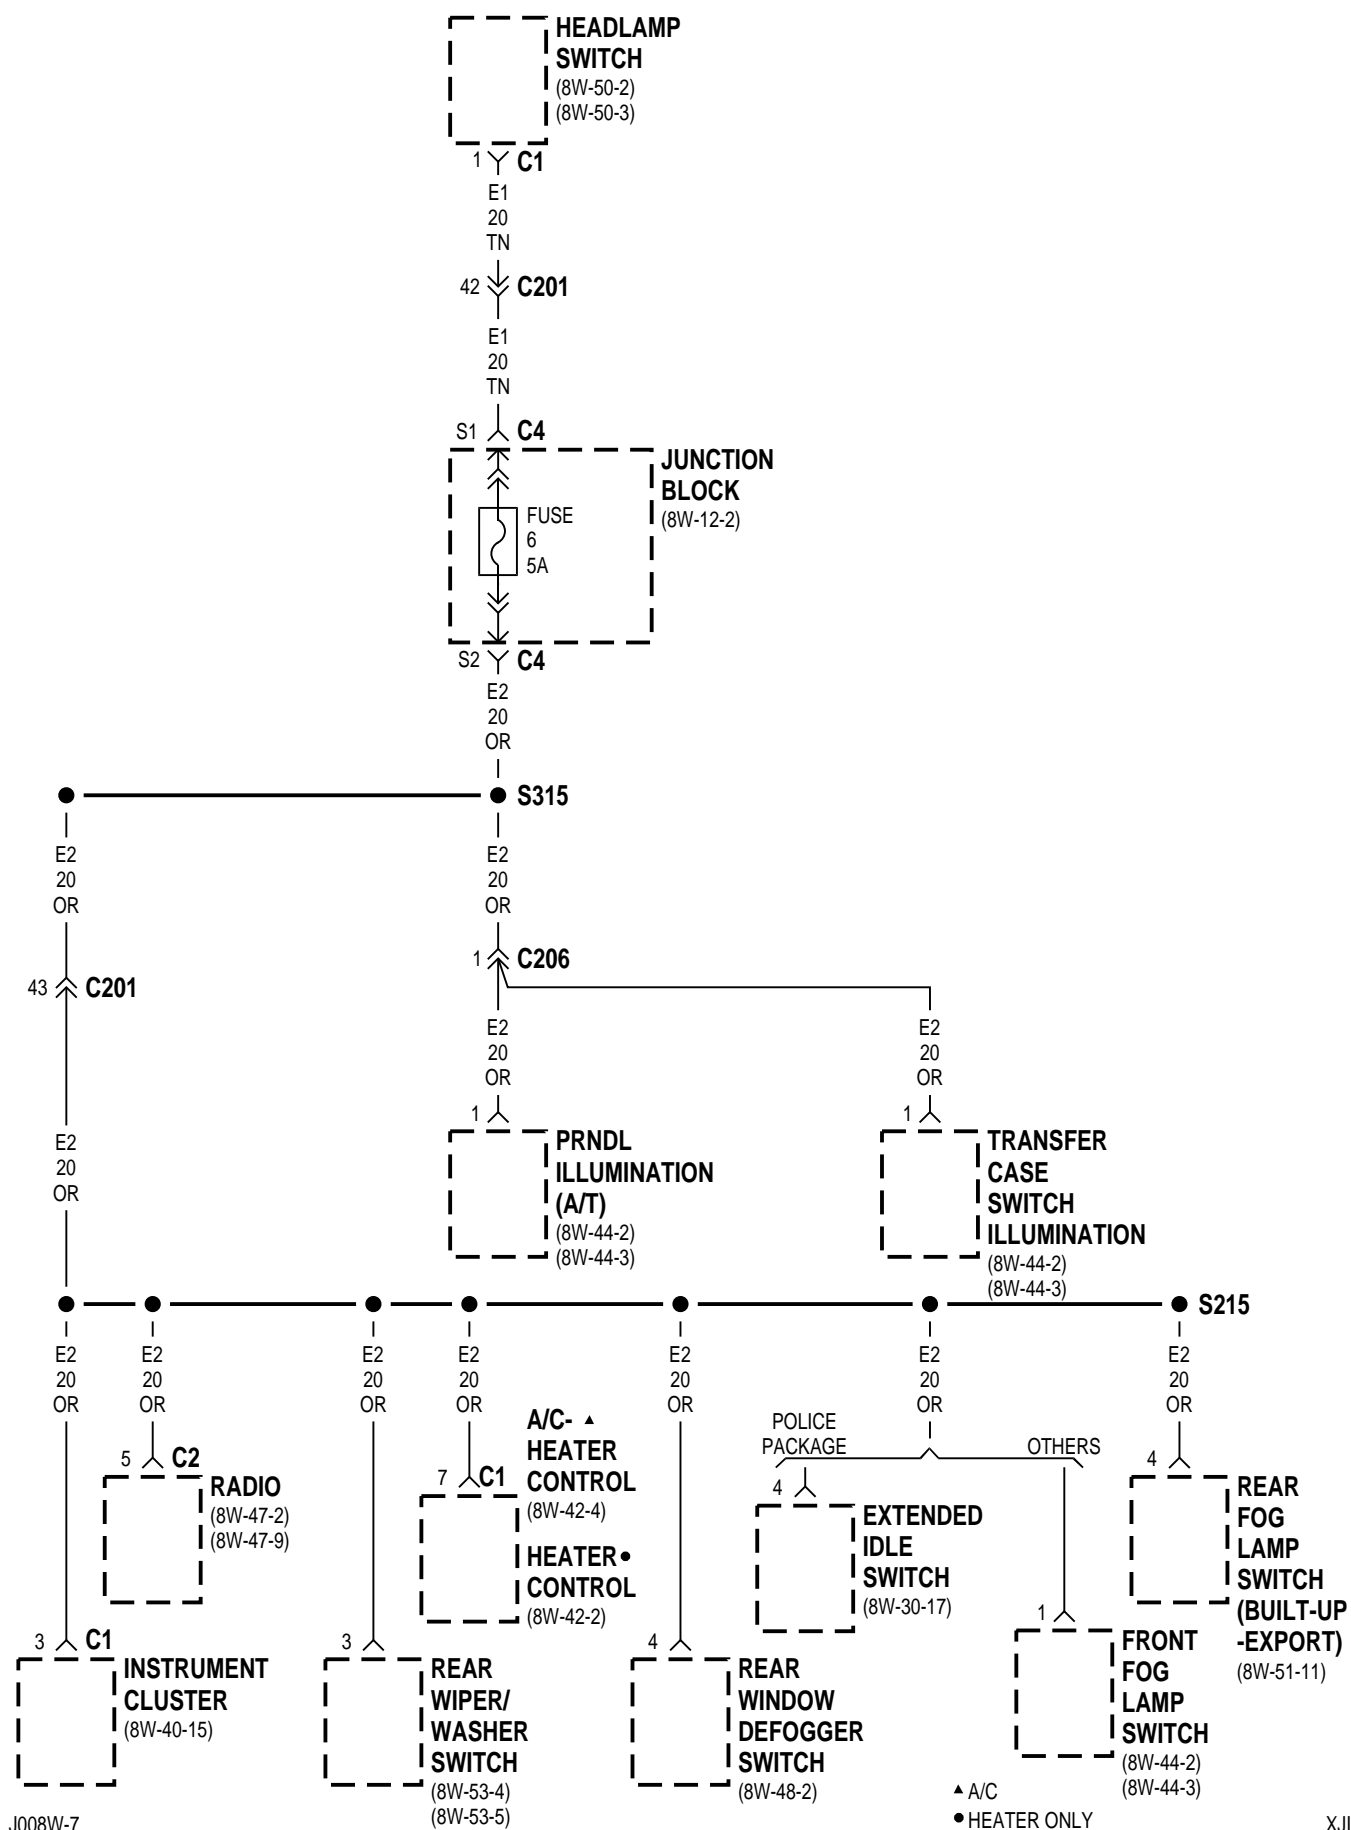 HEADLAMP
SWITCH
(8W-50-2)
(8W-50-3)
1 C1
E1
20
TN
42 C201
E1
20
TN
S1 C4
JUNCTION
BLOCK
(8W-12-2)
FUSE
6
5A
S2 C4
E2
20
OR
S315
E2
20
OR
E2
20
OR
1 C206
43 C201
E2
20
OR
E2
20
OR
E2
20
OR
1
PRNDL
ILLUMINATION
(A/T)
(8W-44-2)
(8W-44-3)
1
TRANSFER
CASE
SWITCH
ILLUMINATION
(8W-44-2)
(8W-44-3)
S215
E2
20
OR
E2
20
OR
E2
20
OR
E2
20
OR
E2
20
OR
E2
20
OR
E2
20
OR
5 C2
RADIO
(8W-47-2)
(8W-47-9)
7 C1
A/C- ▲
HEATER
CONTROL
(8W-42-4)
HEATER ●
CONTROL
(8W-42-2)
POLICE
PACKAGE
OTHERS
4
EXTENDED
IDLE
SWITCH
(8W-30-17)
4
REAR
FOG
LAMP
SWITCH
(BUILT-UP
-EXPORT)
(8W-51-11)
3 C1
INSTRUMENT
CLUSTER
(8W-40-15)
3
REAR
WIPER/
WASHER
SWITCH
(8W-53-4)
(8W-53-5)
4
REAR
WINDOW
DEFOGGER
SWITCH
(8W-48-2)
1
FRONT
FOG
LAMP
SWITCH
(8W-44-2)
(8W-44-3)
▲ A/C
● HEATER ONLY
J008W-7